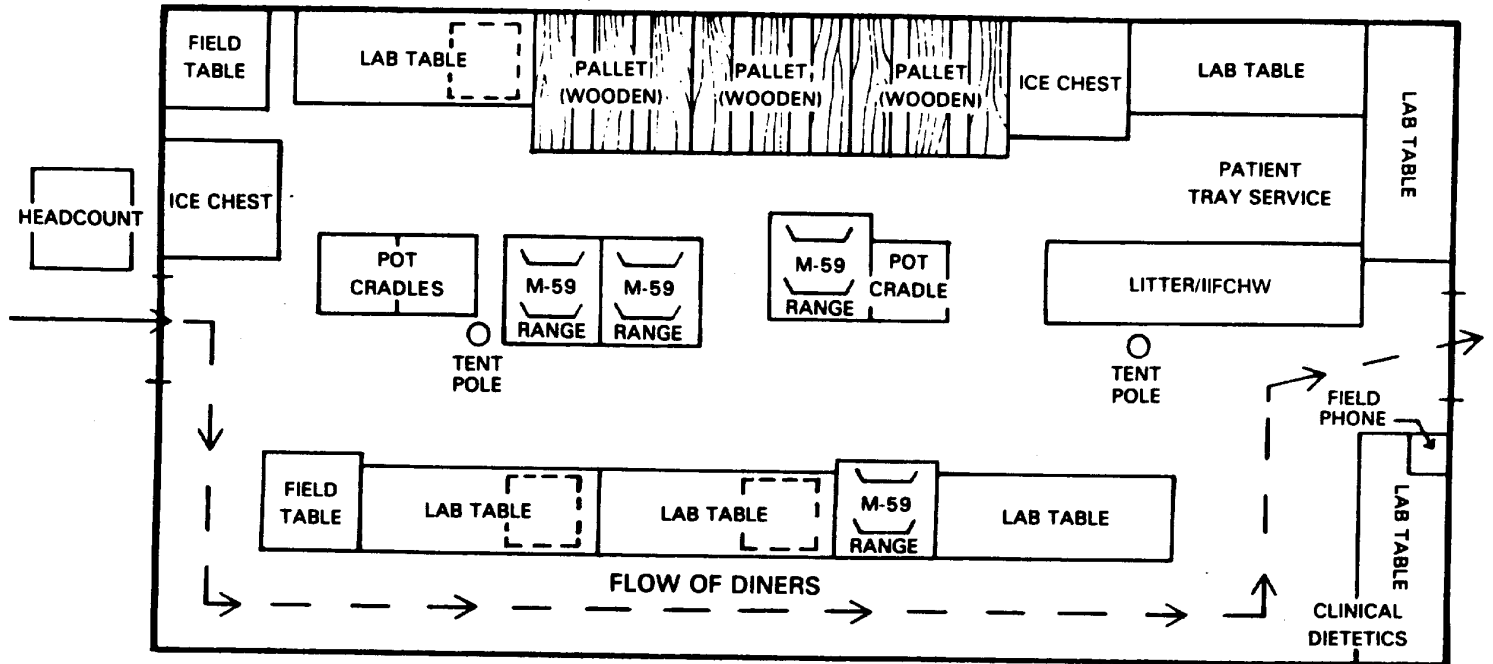 FIELD
TABLE
LAB TABLE
PALLET
(WOODEN)
PALLET
(WOODEN)
PALLET
(WOODEN)
ICE CHEST
LAB TABLE
LAB TABLE
HEADCOUNT
ICE CHEST
PATIENT
TRAY SERVICE
POT
CRADLES
M-59
RANGE
M-59
RANGE
M-59
RANGE
POT
CRADLE
LITTER/IIFCHW
TENT
POLE
TENT
POLE
FIELD
PHONE
FIELD
TABLE
LAB TABLE
LAB TABLE
M-59
RANGE
LAB TABLE
LAB TABLE
FLOW OF DINERS
CLINICAL
DIETETICS